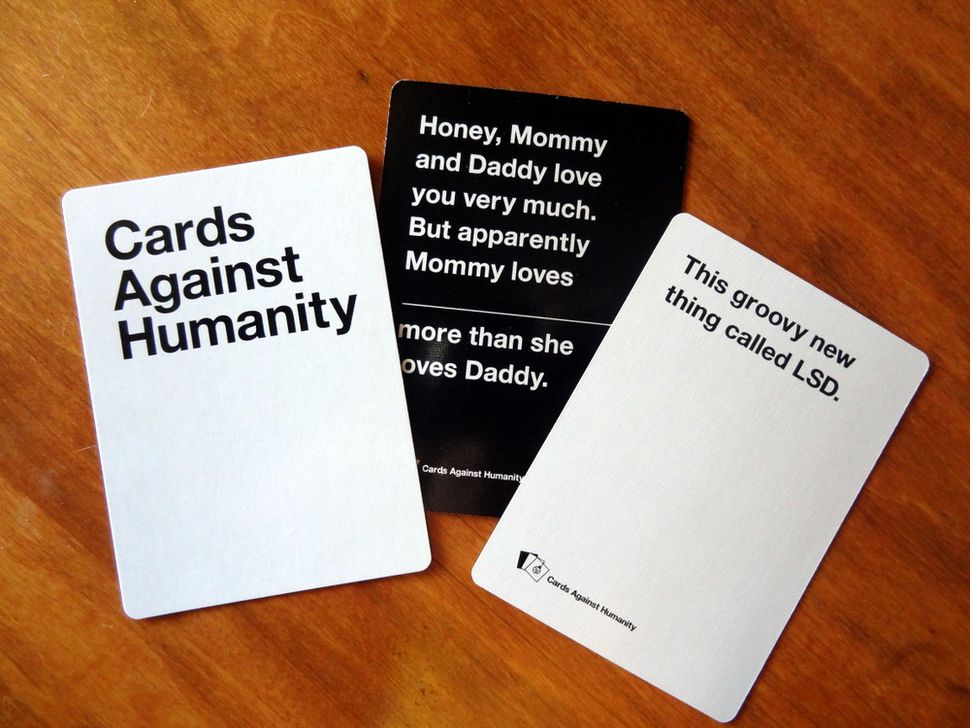 Cards
Against
Humanity
Honey, Mommy
and Daddy love
you very much.
But apparently
Mommy loves
more than she
oves Daddy.
Cards Against Humanity
This groovy new
thing called LSD.
Cards Against Humanity